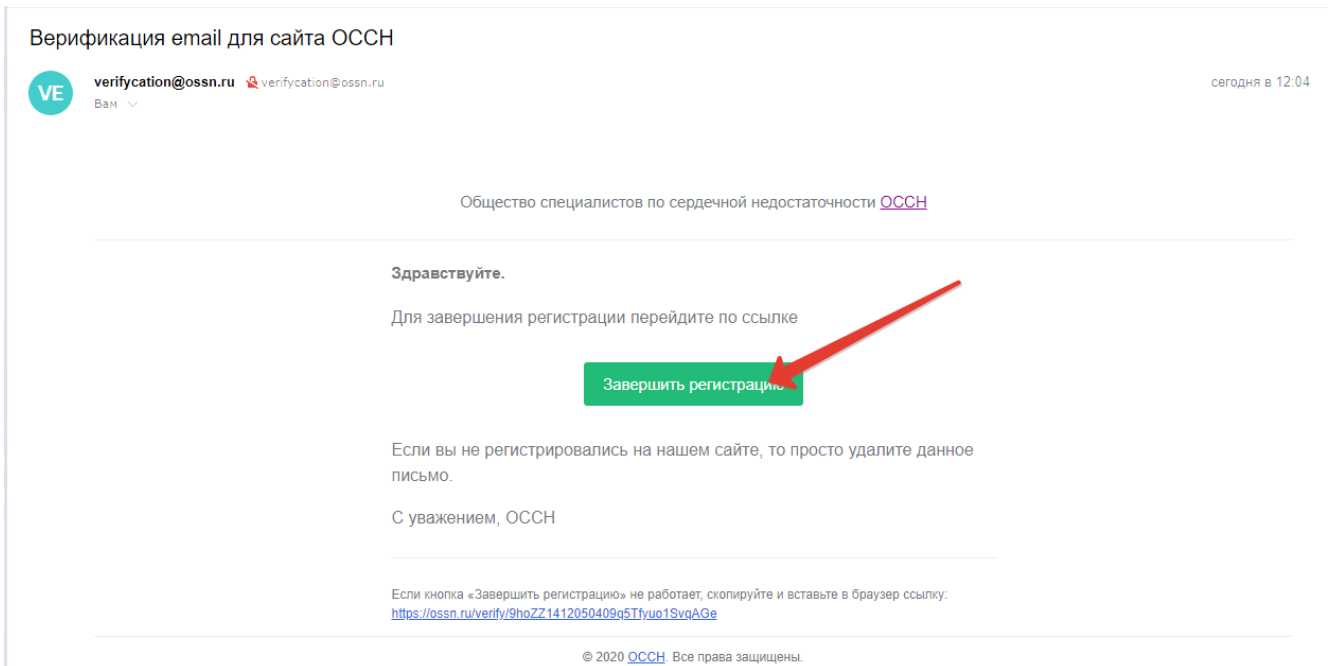 Верификация email для сайта ОССН
VE
verifycation@ossn.ru verifycation@ossn.ru
сегодня в 12:04
Вам
Общество специалистов по сердечной недостаточности ОССН
Здравствуйте.
Для завершения регистрации перейдите по ссылке
Завершить регистрацию
Если вы не регистрировались на нашем сайте, то просто удалите данное
письмо.
С уважением, ОССН
Если кнопка «Завершить регистрацию» не работает, скопируйте и вставьте в браузер ссылку:
https://ossn.ru/verify/9hoZZ1412050409q5Tfyuo1SvqAGe
© 2020 ОССН. Все права защищены.